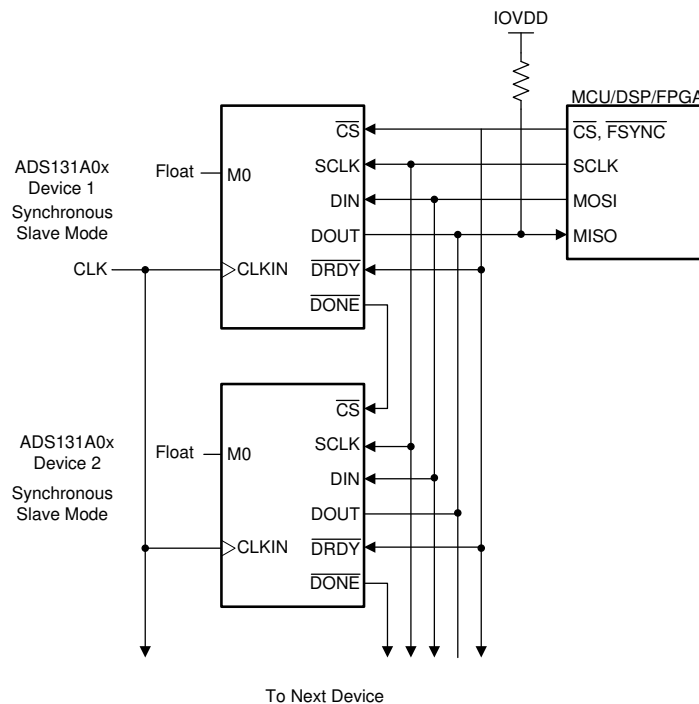 IOVDD
MCU/DSP/FPGA
CS, FSYNC
SCLK
MOSI
MISO
ADS131A0x
Device 1
Synchronous
Slave Mode
CLK
Float
M0
CLKIN
CS
SCLK
DIN
DOUT
DRDY
DONE
ADS131A0x
Device 2
Synchronous
Slave Mode
Float
M0
CLKIN
CS
SCLK
DIN
DOUT
DRDY
DONE
To Next Device